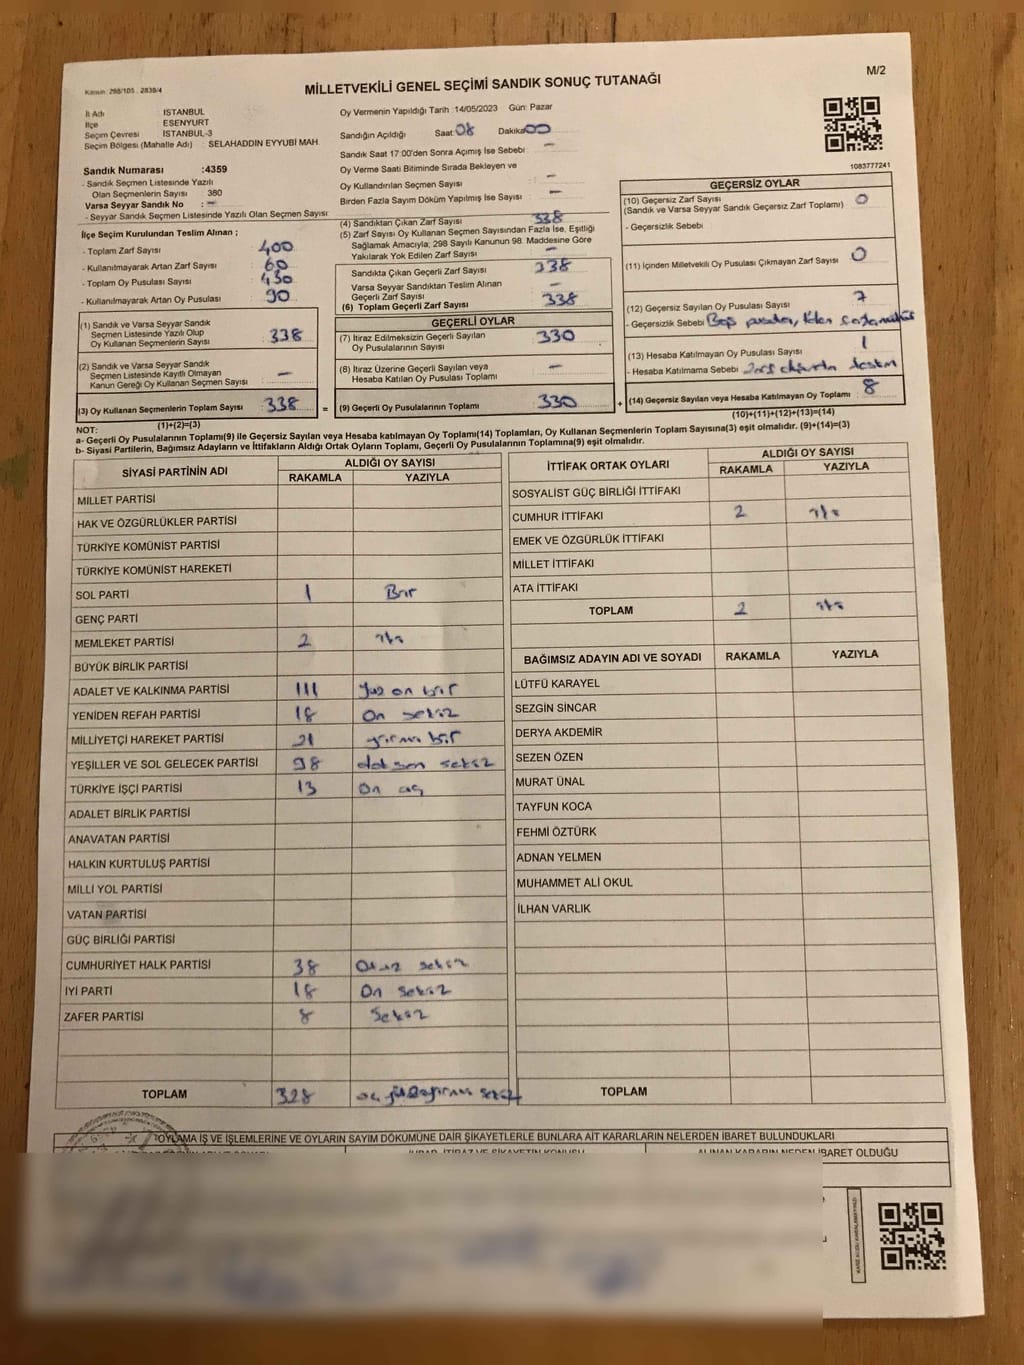 Kanun: 298/105 , 2839/4
MİLLETVEKİLİ GENEL SEÇİMİ SANDIK SONUÇ TUTANAĞI
M/2
İl Adı İSTANBUL
İlçe ESENYURT
Seçim Çevresi İSTANBUL-3
Seçim Bölgesi (Mahalle Adı) : SELAHADDİN EYYUBİ MAH.
Sandık Numarası :4359
- Sandık Seçmen Listesinde Yazılı
Olan Seçmenlerin Sayısı : 380
Varsa Seyyar Sandık No : -
- Seyyar Sandık Seçmen Listesinde Yazılı Olan Seçmen Sayısı:
Oy Vermenin Yapıldığı Tarih : 14/05/2023 Gün: Pazar
Sandığın Açıldığı Saat 08 Dakika 00
Sandık Saat 17:00'den Sonra Açımış İse Sebebi: -
Oy Verme Saati Bitiminde Sırada Bekleyen ve
Oy Kullandırılan Seçmen Sayısı -
Birden Fazla Sayım Döküm Yapılmış İse Sayısı -
1083777241
İlçe Seçim Kurulundan Teslim Alınan ;
- Toplam Zarf Sayısı 400
- Kullanılmayarak Artan Zarf Sayısı 60
- Toplam Oy Pusulası Sayısı 430
- Kullanılmayarak Artan Oy Pusulası 90
(4) Sandıktan Çıkan Zarf Sayısı 338
(5) Zarf Sayısı Oy Kullanan Seçmen Sayısından Fazla İse, Eşitliği
Sağlamak Amacıyla; 298 Sayılı Kanunun 98. Maddesine Göre
Yakılarak Yok Edilen Zarf Sayısı -
Sandıkta Çıkan Geçerli Zarf Sayısı 338
Varsa Seyyar Sandıktan Teslim Alınan
Geçerli Zarf Sayısı -
(6) Toplam Geçerli Zarf Sayısı 338
GEÇERSİZ OYLAR
(10) Geçersiz Zarf Sayısı 0
(Sandık ve Varsa Seyyar Sandık Geçersiz Zarf Toplamı)
- Geçersizlik Sebebi
(11) İçinden Milletvekili Oy Pusulası Çıkmayan Zarf Sayısı 0
(12) Geçersiz Sayılan Oy Pusulası Sayısı 7
- Geçersizlik Sebebi
(13) Hesaba Katılmayan Oy Pusulası Sayısı 1
- Hesaba Katılmama Sebebi
(14) Geçersiz Sayılan veya Hesaba Katılmayan Oy Toplamı : 8
(10)+(11)+(12)+(13)=(14)
(1) Sandık ve Varsa Seyyar Sandık
Seçmen Listesinde Yazılı Olup
Oy Kullanan Seçmenlerin Sayısı 338
(2) Sandık ve Varsa Seyyar Sandık
Seçmen Listesinde Kayıtlı Olmayan
Kanun Gereği Oy Kullanan Seçmen Sayısı -
(3) Oy Kullanan Seçmenlerin Toplam Sayısı 338 =
(1)+(2)=(3)
GEÇERLİ OYLAR
(7) İtiraz Edilmeksizin Geçerli Sayılan
Oy Pusulalarının Sayısı 330
(8) İtiraz Üzerine Geçerli Sayılan veya
Hesaba Katılan Oy Pusulası Toplamı -
(9) Geçerli Oy Pusulalarının Toplamı 330 +
NOT:
a- Geçerli Oy Pusulalarının Toplamı(9) ile Geçersiz Sayılan veya Hesaba katılmayan Oy Toplamı(14) Toplamları, Oy Kullanan Seçmenlerin Toplam Sayısına(3) eşit olmalıdır. (9)+(14)=(3)
b- Siyasi Partilerin, Bağımsız Adayların ve İttifakların Aldığı Ortak Oyların Toplamı, Geçerli Oy Pusulalarının Toplamına(9) eşit olmalıdır.
SİYASİ PARTİNİN ADI ALDIĞI OY SAYISI
RAKAMLA YAZIYLA
MİLLET PARTİSİ
HAK VE ÖZGÜRLÜKLER PARTİSİ
TÜRKİYE KOMÜNİST PARTİSİ
TÜRKİYE KOMÜNİST HAREKETİ
SOL PARTİ 1 Bir
GENÇ PARTİ
MEMLEKET PARTİSİ 2 iki
BÜYÜK BİRLİK PARTİSİ
ADALET VE KALKINMA PARTİSİ 111 yüz on bir
YENİDEN REFAH PARTİSİ 18 On sekiz
MİLLİYETÇİ HAREKET PARTİSİ 21 yirmi bir
YEŞİLLER VE SOL GELECEK PARTİSİ 98 doksan sekiz
TÜRKİYE İŞÇİ PARTİSİ 13 On üç
ADALET BİRLİK PARTİSİ
ANAVATAN PARTİSİ
HALKIN KURTULUŞ PARTİSİ
MİLLİ YOL PARTİSİ
VATAN PARTİSİ
GÜÇ BİRLİĞİ PARTİSİ
CUMHURİYET HALK PARTİSİ 38 Otuz sekiz
İYİ PARTİ 18 On sekiz
ZAFER PARTİSİ 8 Sekiz
TOPLAM 328 üç yüz yirmi sekiz
İTTİFAK ORTAK OYLARI ALDIĞI OY SAYISI
RAKAMLA YAZIYLA
SOSYALİST GÜÇ BİRLİĞİ İTTİFAKI
CUMHUR İTTİFAKI 2 iki
EMEK VE ÖZGÜRLÜK İTTİFAKI
MİLLET İTTİFAKI
ATA İTTİFAKI
TOPLAM 2 iki
BAĞIMSIZ ADAYIN ADI VE SOYADI RAKAMLA YAZIYLA
LÜTFÜ KARAYEL
SEZGİN SİNCAR
DERYA AKDEMİR
SEZEN ÖZEN
MURAT ÜNAL
TAYFUN KOCA
FEHMİ ÖZTÜRK
ADNAN YELMEN
MUHAMMET ALİ OKUL
İLHAN VARLIK
TOPLAM
OYLAMA İŞ VE İŞLEMLERİNE VE OYLARIN SAYIM DÖKÜMÜNE DAİR ŞİKAYETLERLE BUNLARA AİT KARARLARIN NELERDEN İBARET BULUNDUKLARI
ALINAN KARARIN NEDEN İBARET OLDUĞU